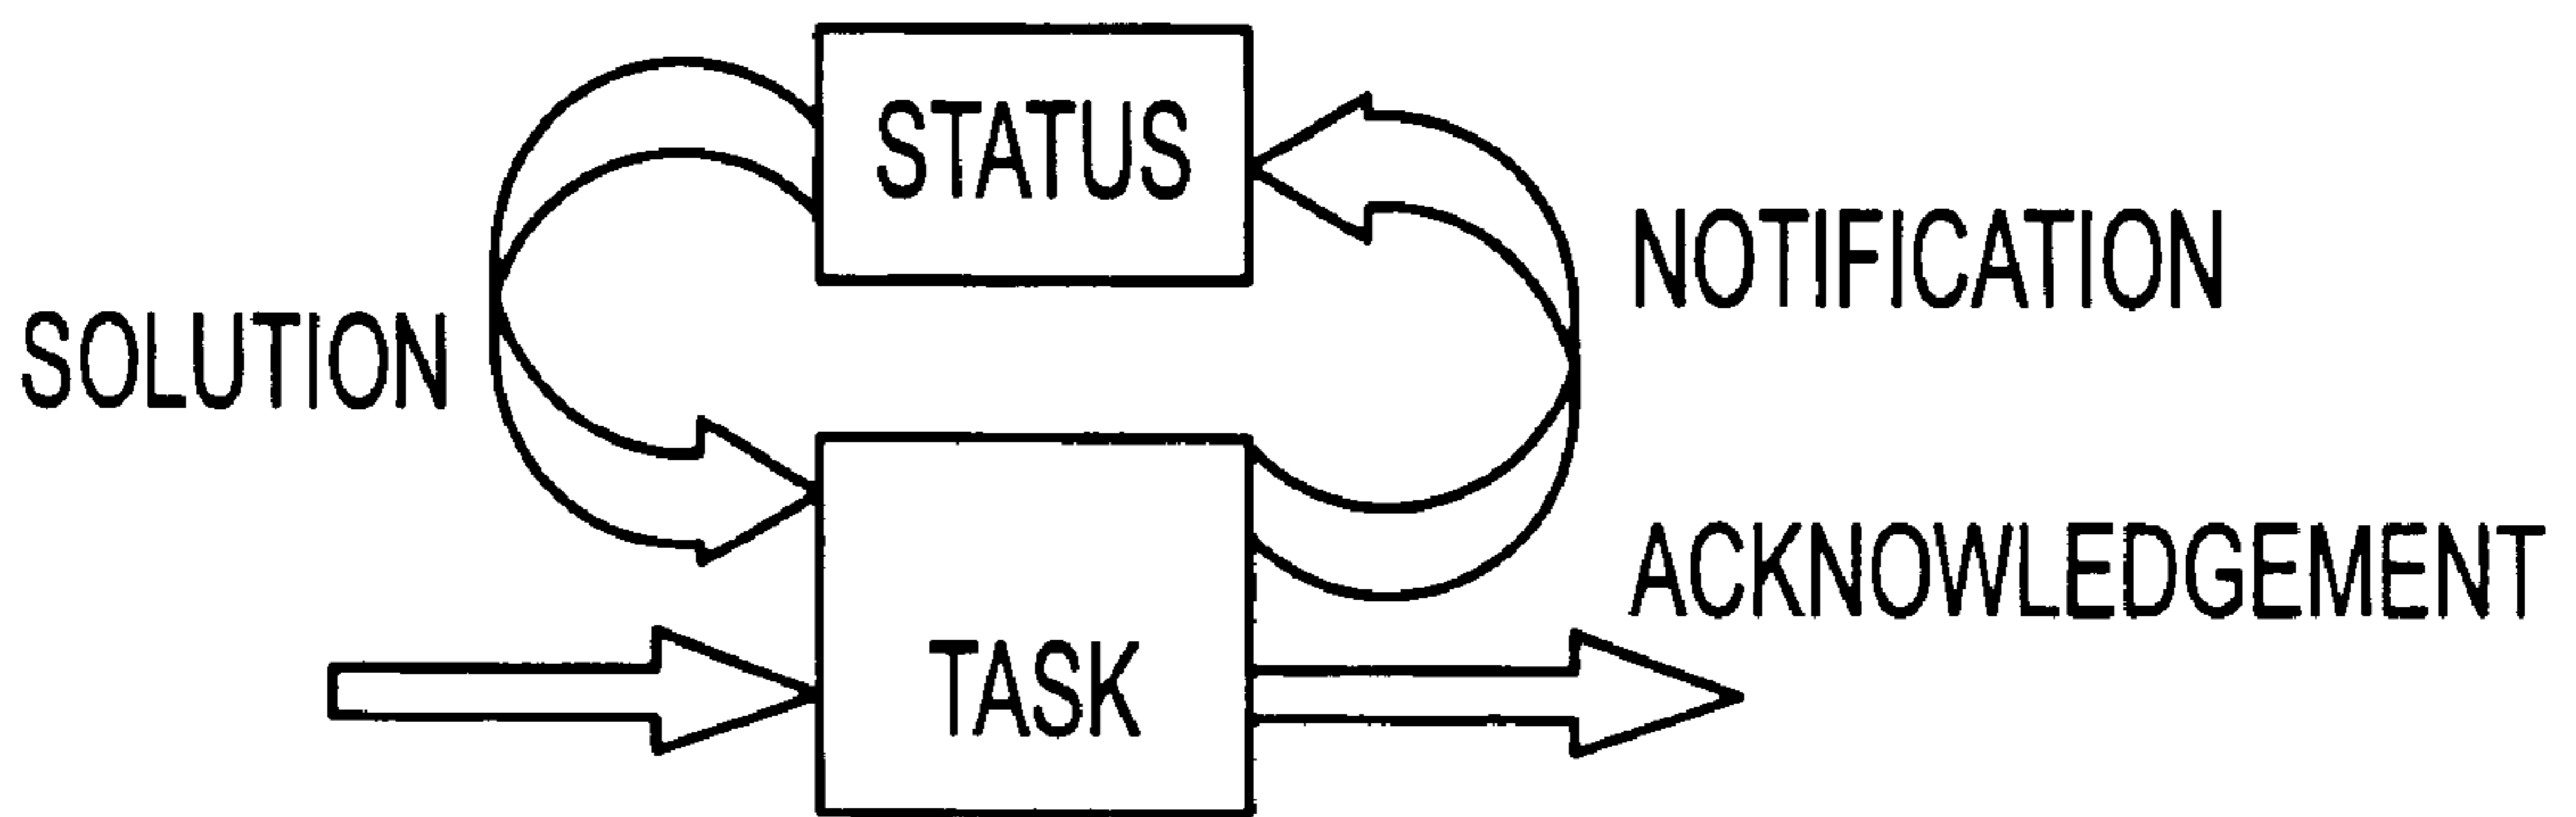 STATUS
NOTIFICATION
SOLUTION
ACKNOWLEDGEMENT
TASK